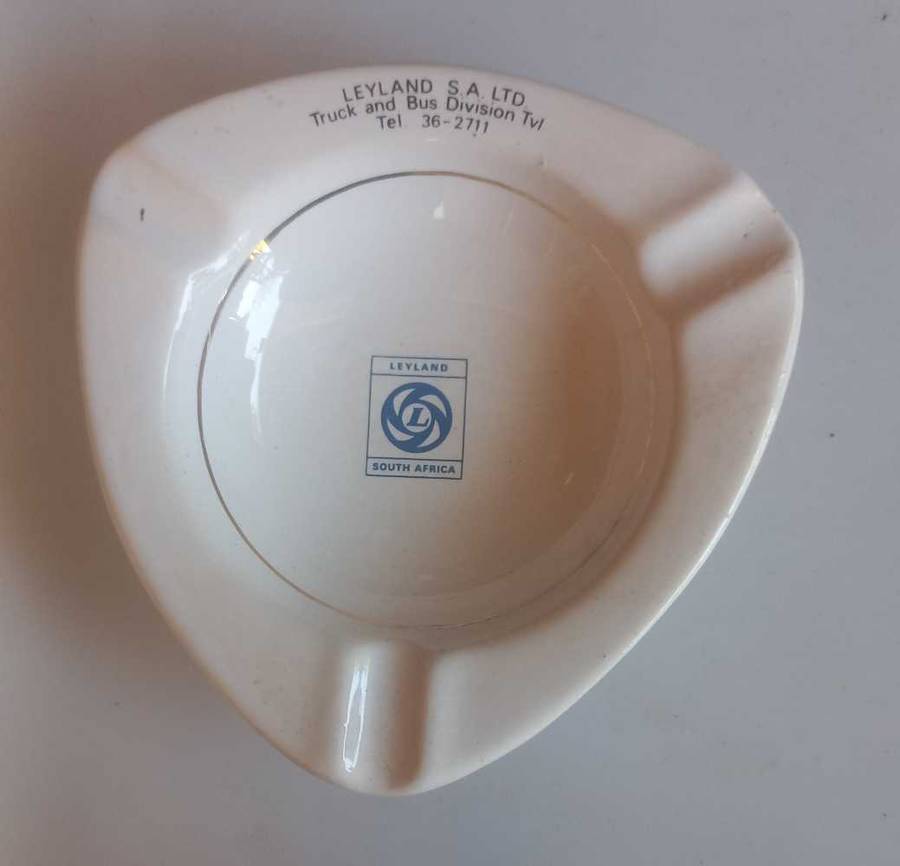 LEYLAND S.A. LTD.
Truck and Bus Division Tvl
Tel 36-2711
LEYLAND
L
SOUTH AFRICA